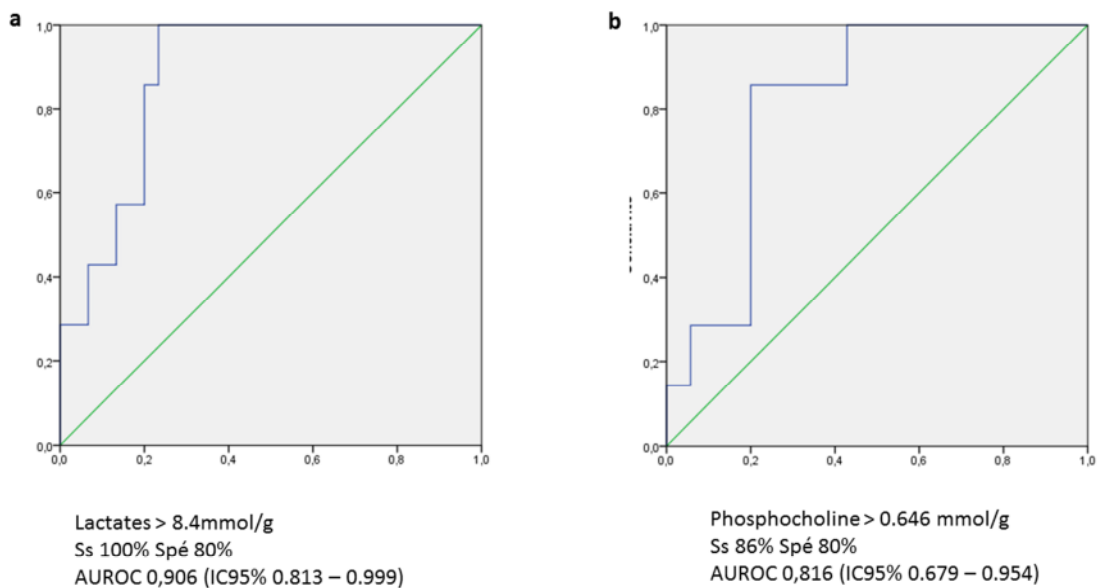 a
1,0
0,8
0,6
0,4
0,2
0,0
0,0 0,2 0,4 0,6 0,8 1,0
Lactates > 8.4mmol/g
Ss 100% Spé 80%
AUROC 0,906 (IC95% 0.813 – 0.999)
b
1,0
0,8
0,6
0,4
0,2
0,0
0,0 0,2 0,4 0,6 0,8 1,0
Phosphocholine > 0.646 mmol/g
Ss 86% Spé 80%
AUROC 0,816 (IC95% 0.679 – 0.954)